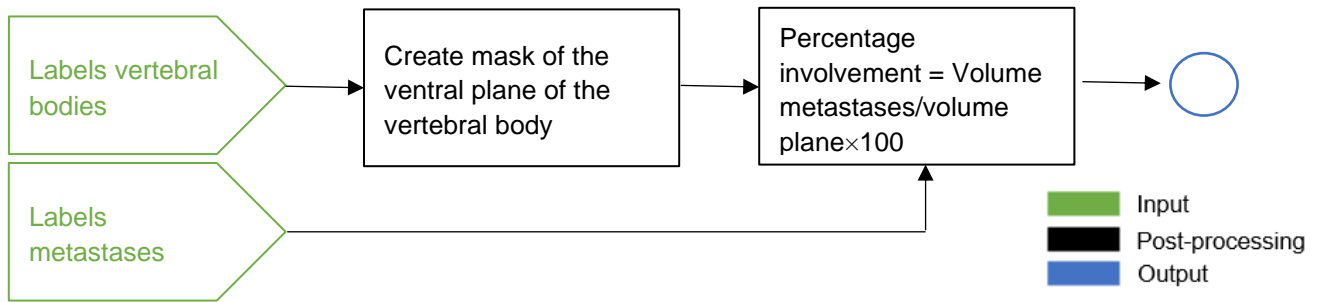 Labels vertebral
bodies
Create mask of the
ventral plane of the
vertebral body
Percentage
involvement = Volume
metastases/volume
plane×100
Labels
metastases
Input
Post-processing
Output